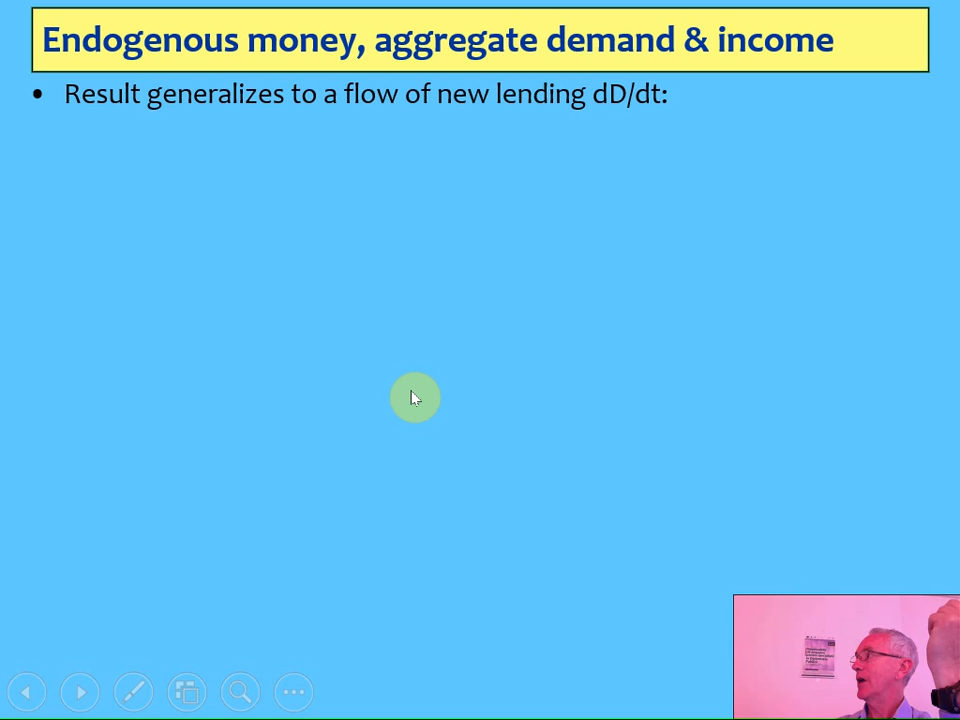 Endogenous money, aggregate demand & income
• Result generalizes to a flow of new lending dD/dt: